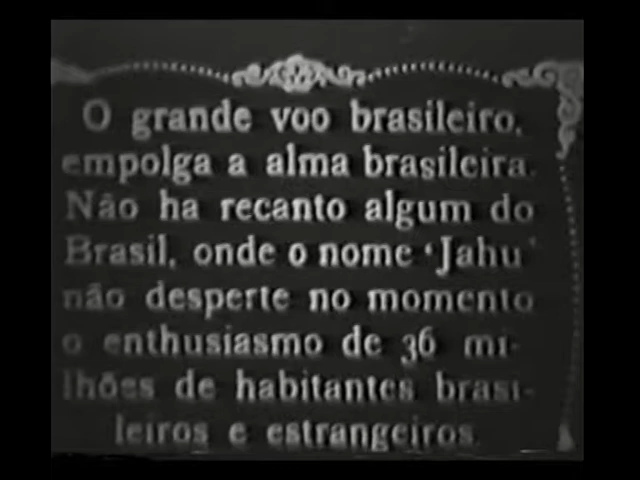 O grande voo brasileiro,
empolga a alma brasileira.
Não ha recanto algum do
Brasil, onde o nome ‘Jahu’
não desperte no momento
o enthusiasmo de 36 mi-
lhões de habitantes brasi-
leiros e estrangeiros.